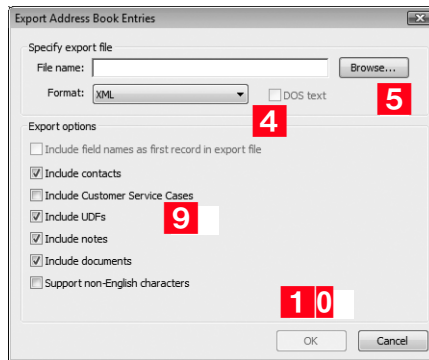 Export Address Book Entries
Specify export file
File name:
Browse...
Format: XML
DOS text
4
5
Export options
Include field names as first record in export file
Include contacts
Include Customer Service Cases
Include UDFs
9
Include notes
Include documents
Support non-English characters
1 0
OK
Cancel